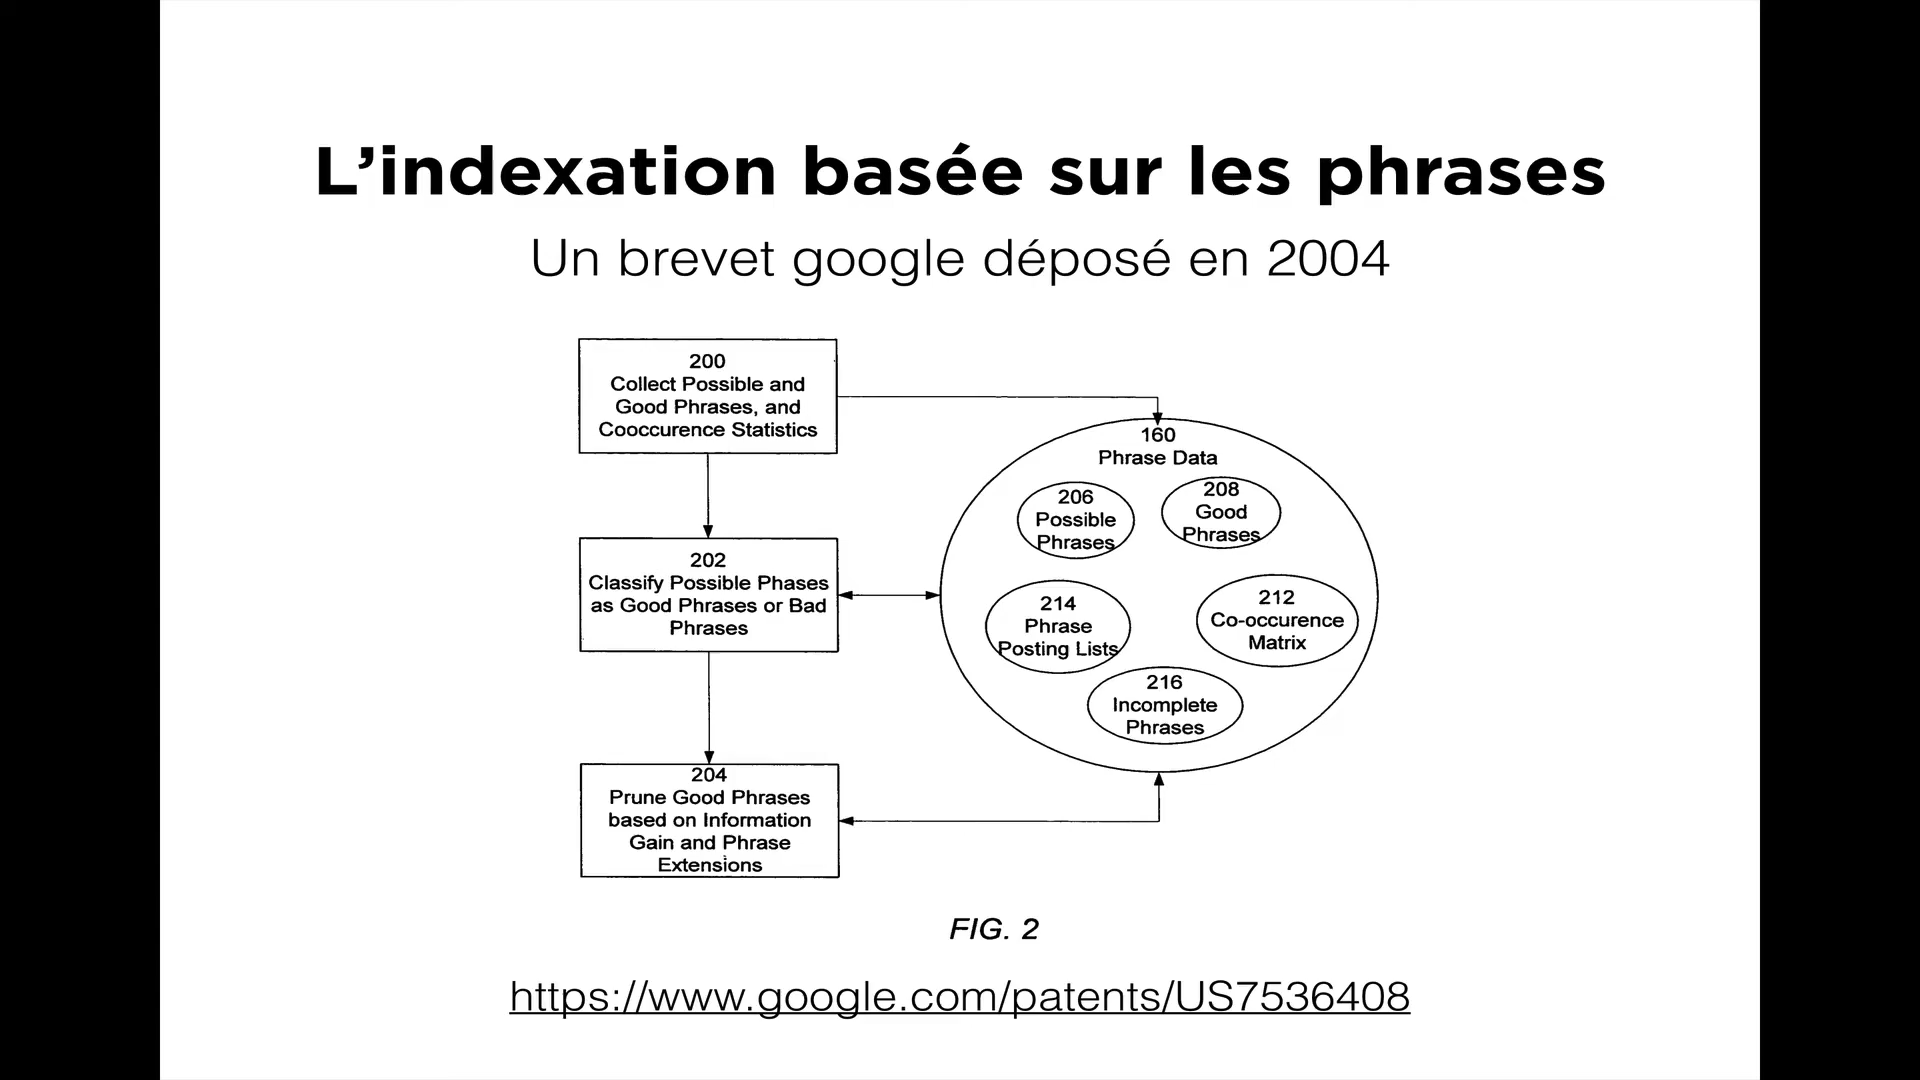 L’indexation basée sur les phrases
Un brevet google déposé en 2004
200
Collect Possible and
Good Phrases, and
Cooccurence Statistics
202
Classify Possible Phases
as Good Phrases or Bad
Phrases
204
Prune Good Phrases
based on Information
Gain and Phrase
Extensions
160
Phrase Data
206
Possible
Phrases
208
Good
Phrases
214
Phrase
Posting Lists
212
Co-occurence
Matrix
216
Incomplete
Phrases
FIG. 2
https://www.google.com/patents/US7536408